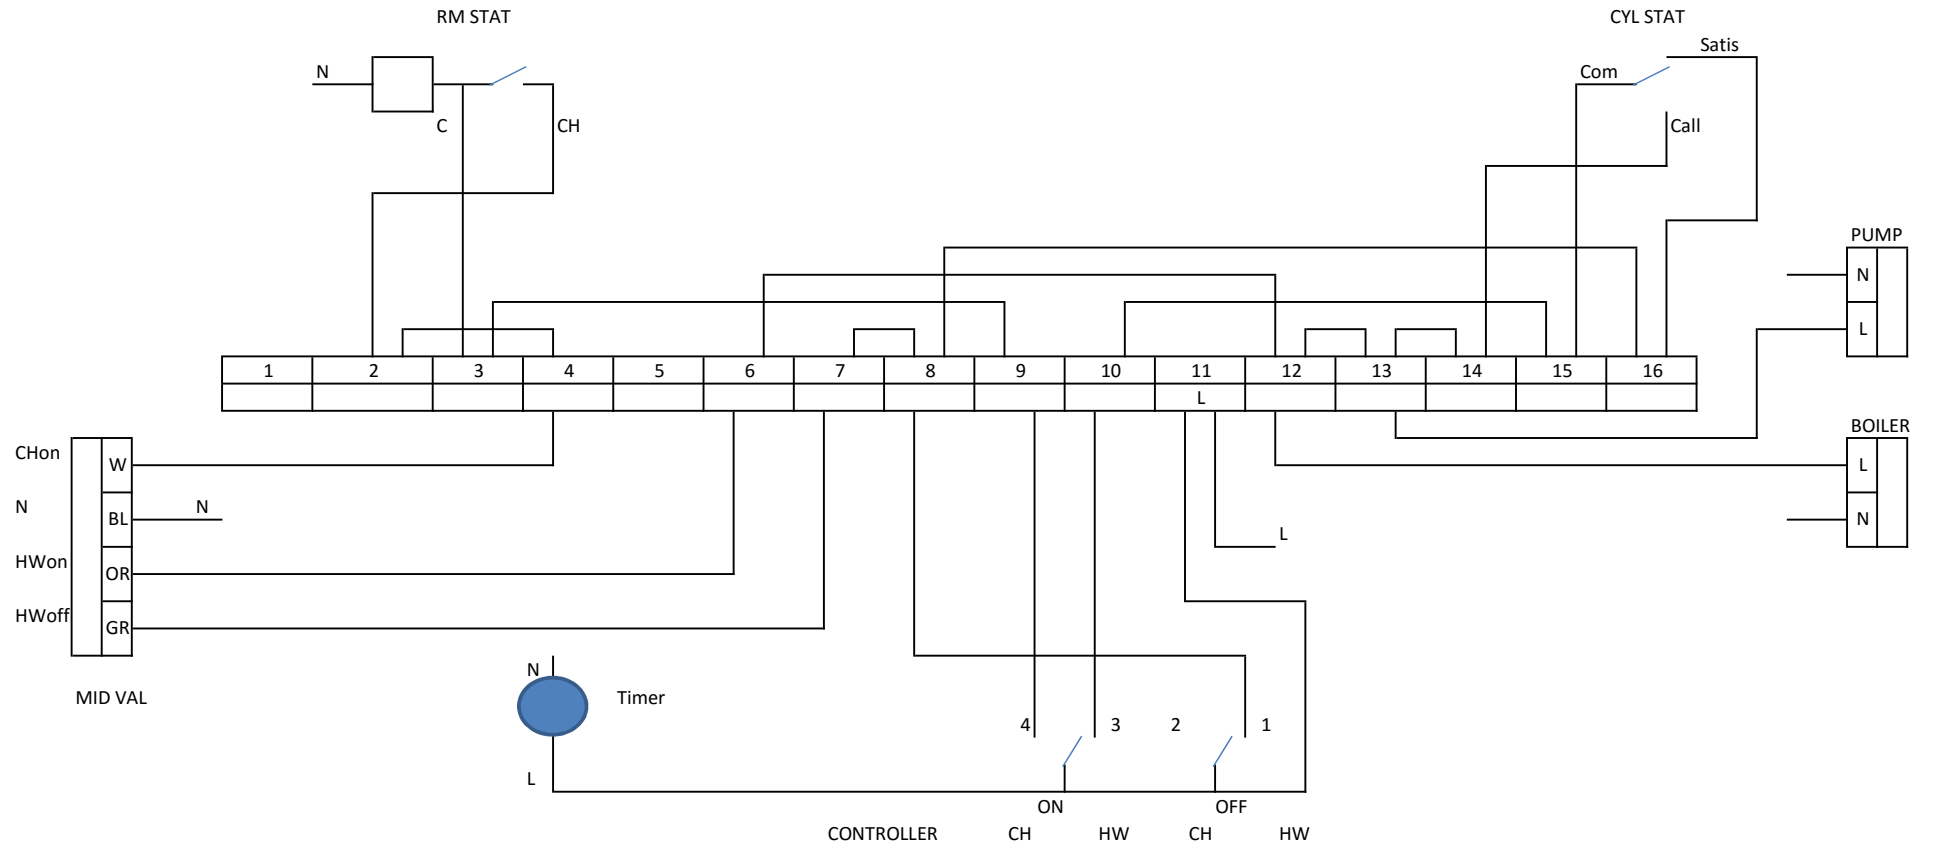 RM STAT
CYL STAT
Satis
N
Com
C
CH
Call
PUMP
N
L
1 2 3 4 5 6 7 8 9 10 11 12 13 14 15 16
L
BOILER
L
N
CHon
W
N
BL
N
HWon
OR
HWoff
GR
L
MID VAL
N
Timer
L
4 3 2 1
ON OFF
CONTROLLER CH HW CH HW